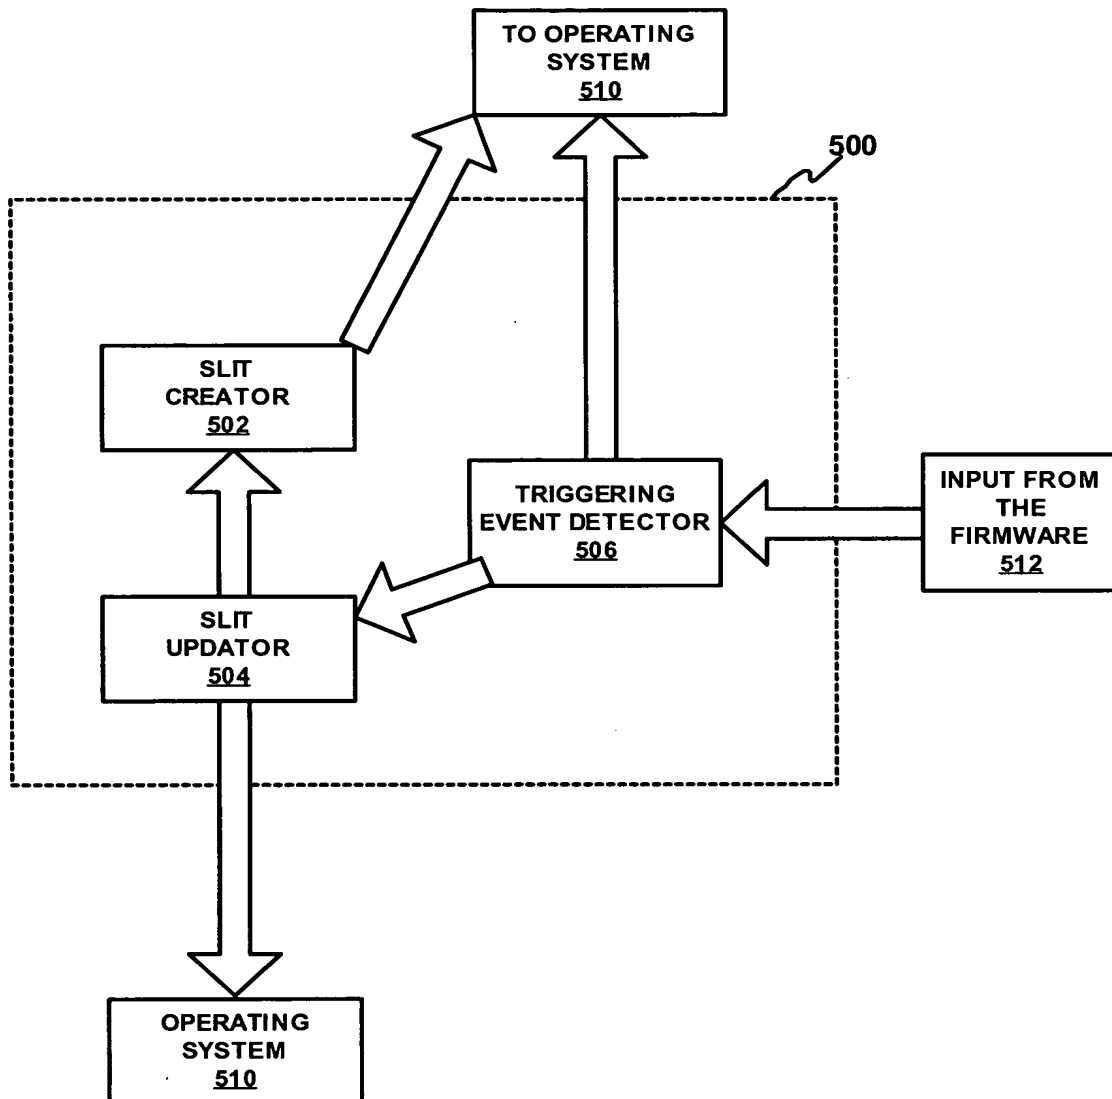 TO OPERATING
SYSTEM
510
500
SLIT
CREATOR
502
TRIGGERING
EVENT DETECTOR
506
INPUT FROM
THE
FIRMWARE
512
SLIT
UPDATOR
504
OPERATING
SYSTEM
510